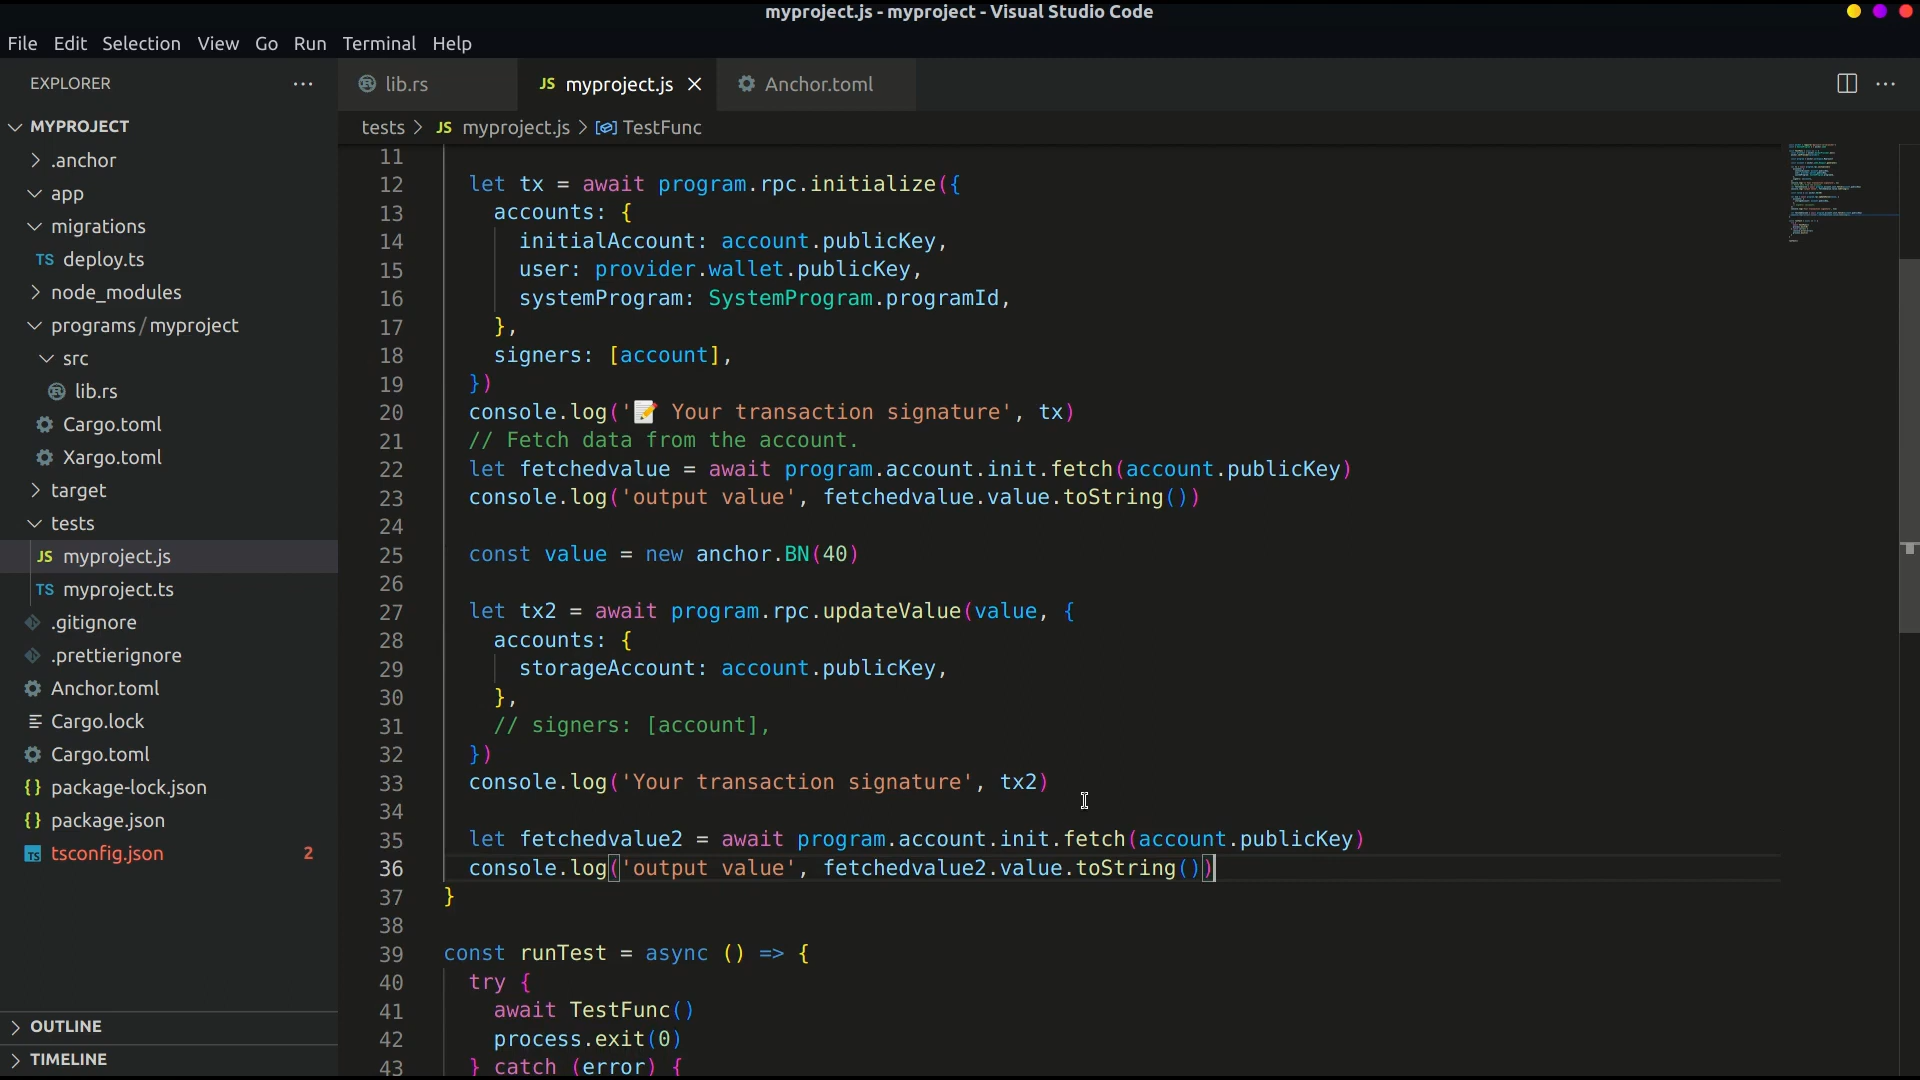 myproject.js - myproject - Visual Studio Code
File Edit Selection View Go Run Terminal Help
EXPLORER
MYPROJECT
.anchor
app
migrations
TS deploy.ts
node_modules
programs/myproject
src
lib.rs
Cargo.toml
Xargo.toml
target
tests
JS myproject.js
TS myproject.ts
.gitignore
.prettierignore
Anchor.toml
Cargo.lock
Cargo.toml
{} package-lock.json
{} package.json
TS tsconfig.json 2
OUTLINE
TIMELINE
lib.rs JS myproject.js Anchor.toml
tests > JS myproject.js > TestFunc
11
12 let tx = await program.rpc.initialize({
13 accounts: {
14 initialAccount: account.publicKey,
15 user: provider.wallet.publicKey,
16 systemProgram: SystemProgram.programId,
17 },
18 signers: [account],
19 })
20 console.log('📝 Your transaction signature', tx)
21 // Fetch data from the account.
22 let fetchedvalue = await program.account.init.fetch(account.publicKey)
23 console.log('output value', fetchedvalue.value.toString())
24
25 const value = new anchor.BN(40)
26
27 let tx2 = await program.rpc.updateValue(value, {
28 accounts: {
29 storageAccount: account.publicKey,
30 },
31 // signers: [account],
32 })
33 console.log('Your transaction signature', tx2)
34
35 let fetchedvalue2 = await program.account.init.fetch(account.publicKey)
36 console.log('output value', fetchedvalue2.value.toString())
37 }
38
39 const runTest = async () => {
40 try {
41 await TestFunc()
42 process.exit(0)
43 } catch (error) {